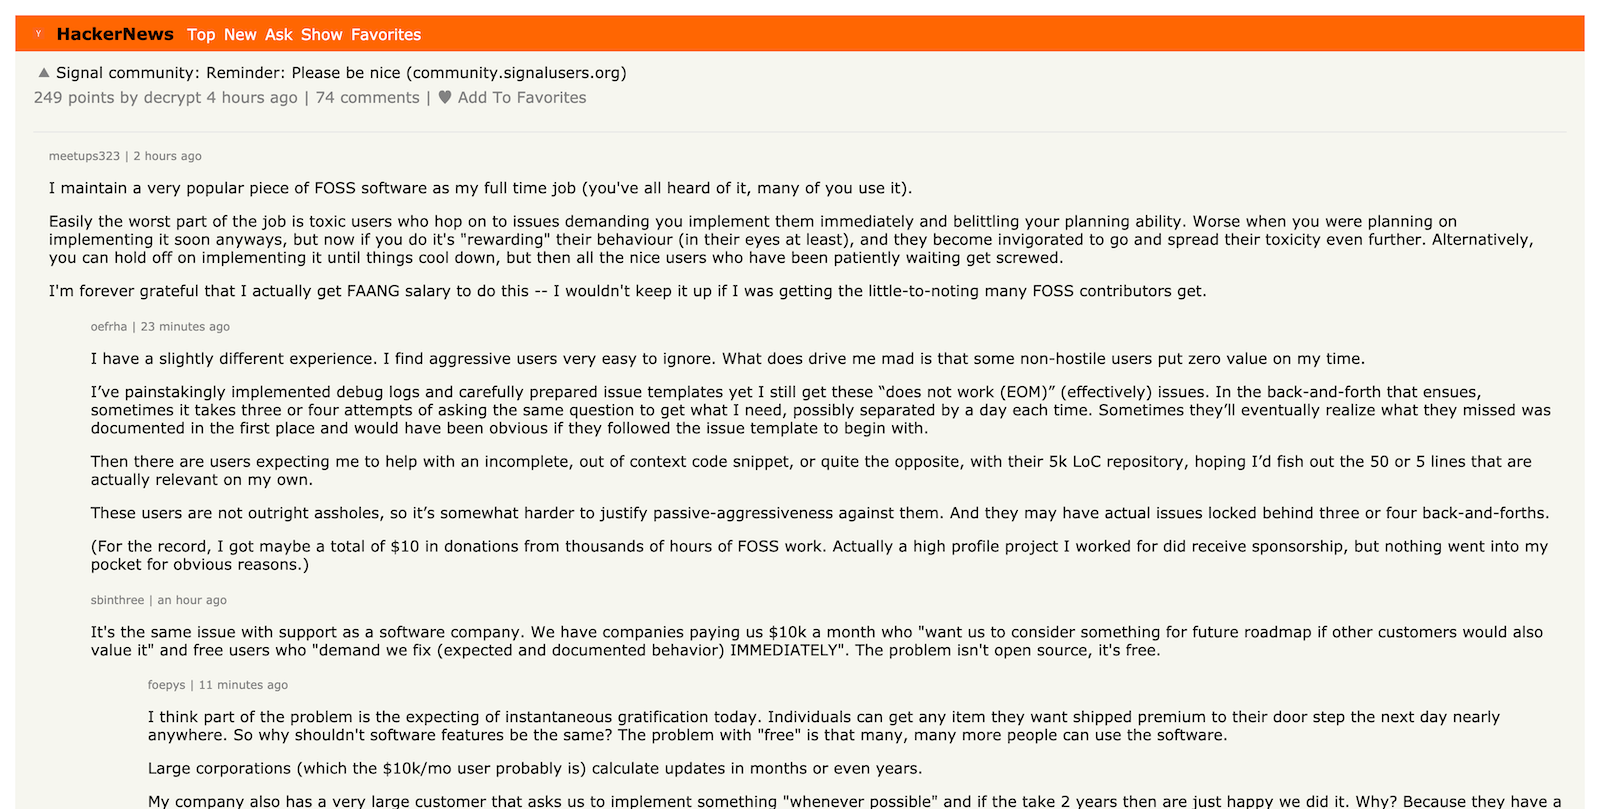 Y HackerNews Top New Ask Show Favorites
▲ Signal community: Reminder: Please be nice (community.signalusers.org)
249 points by decrypt 4 hours ago | 74 comments | ♥ Add To Favorites
meetups323 | 2 hours ago
I maintain a very popular piece of FOSS software as my full time job (you've all heard of it, many of you use it).
Easily the worst part of the job is toxic users who hop on to issues demanding you implement them immediately and belittling your planning ability. Worse when you were planning on
implementing it soon anyways, but now if you do it's "rewarding" their behaviour (in their eyes at least), and they become invigorated to go and spread their toxicity even further. Alternatively,
you can hold off on implementing it until things cool down, but then all the nice users who have been patiently waiting get screwed.
I'm forever grateful that I actually get FAANG salary to do this -- I wouldn't keep it up if I was getting the little-to-noting many FOSS contributors get.
oefrha | 23 minutes ago
I have a slightly different experience. I find aggressive users very easy to ignore. What does drive me mad is that some non-hostile users put zero value on my time.
I’ve painstakingly implemented debug logs and carefully prepared issue templates yet I still get these “does not work (EOM)” (effectively) issues. In the back-and-forth that ensues,
sometimes it takes three or four attempts of asking the same question to get what I need, possibly separated by a day each time. Sometimes they’ll eventually realize what they missed was
documented in the first place and would have been obvious if they followed the issue template to begin with.
Then there are users expecting me to help with an incomplete, out of context code snippet, or quite the opposite, with their 5k LoC repository, hoping I’d fish out the 50 or 5 lines that are
actually relevant on my own.
These users are not outright assholes, so it’s somewhat harder to justify passive-aggressiveness against them. And they may have actual issues locked behind three or four back-and-forths.
(For the record, I got maybe a total of $10 in donations from thousands of hours of FOSS work. Actually a high profile project I worked for did receive sponsorship, but nothing went into my
pocket for obvious reasons.)
sbinthree | an hour ago
It's the same issue with support as a software company. We have companies paying us $10k a month who "want us to consider something for future roadmap if other customers would also
value it" and free users who "demand we fix (expected and documented behavior) IMMEDIATELY". The problem isn't open source, it's free.
foepys | 11 minutes ago
I think part of the problem is the expecting of instantaneous gratification today. Individuals can get any item they want shipped premium to their door step the next day nearly
anywhere. So why shouldn't software features be the same? The problem with "free" is that many, many more people can use the software.
Large corporations (which the $10k/mo user probably is) calculate updates in months or even years.
My company also has a very large customer that asks us to implement something "whenever possible" and if the take 2 years then are just happy we did it. Why? Because they have a